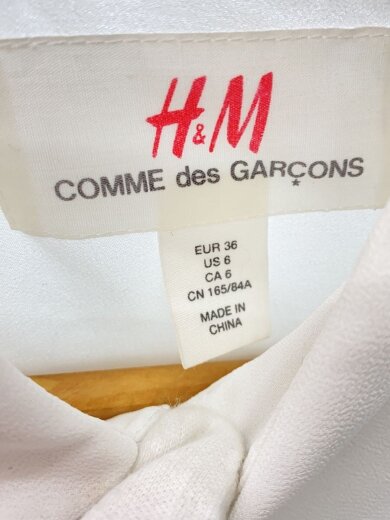 H&M
COMME des GARÇONS
EUR 36
US 6
CA 6
CN 165/84A
MADE IN
CHINA